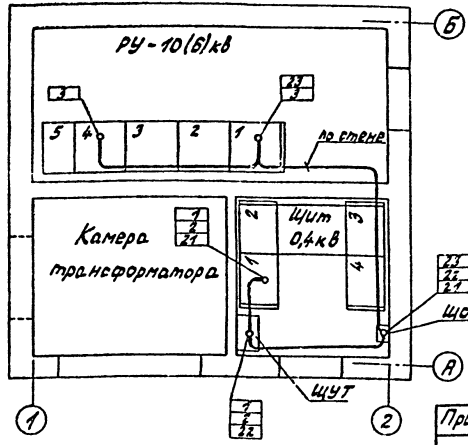 Б
РУ-10(6)кв
3
23
3
5 4 3 2 1
по стене
1
2
21
2
Щит
0,4кв
3
Камера
трансформатора
1
4
23
22
21
ЩО
ЩУТ
А
1
1
2
22
2
При